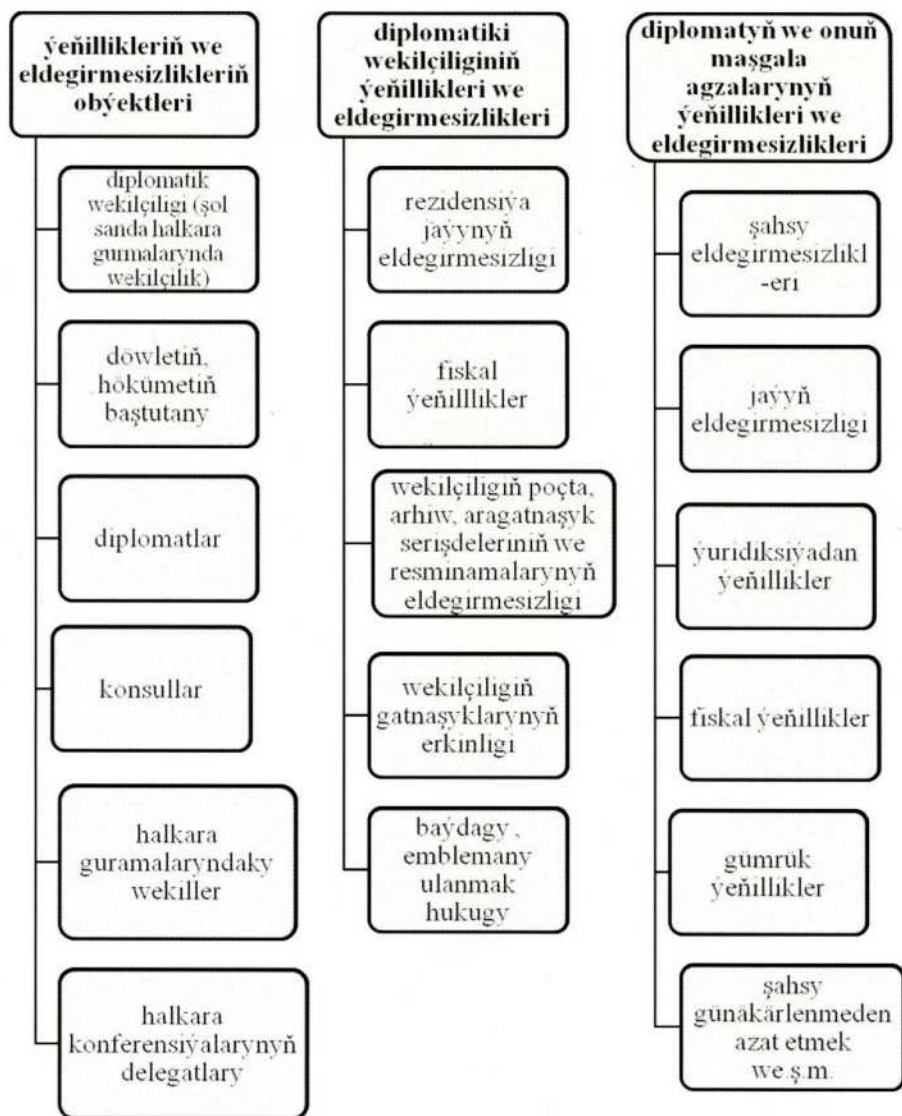 ýeňillikleriň we
eldegirmesizlikleriň
obýektleri
diplomatik
wekilçiligi (şol
sanda halkara
gurmalarynda
wekilçilik)
döwletiň,
hökümetiň
baştutany
diplomatlar
konsullar
halkara
guramalaryndaky
wekiller
halkara
konferensiýalarynyň
delegatlary
diplomatiki
wekilçiliginiň
ýeňillikleri we
eldegirmesizlikleri
rezidensiýa
jaýynyň
eldegirmesizligi
fiskal
ýeňilllikler
wekilçiligiň poçta,
arhiw, aragatnaşyk
serişdeleriniň we
resminamalarynyň
eldegirmesizligi
wekilçiligiň
gatnaşyklarynyň
erkinligi
baýdagy ,
emblemany
ulanmak
hukugy
diplomatyň we onuň
maşgala
agzalarynyň
ýeňillikleri we
eldegirmesizlikleri
şahsy
eldegirmesizlikl
-eri
jaýyň
eldegirmesizligi
ýuridiksiýadan
ýeňillikler
fiskal ýeňillikler
gümrük
ýeňillikler
şahsy
günäkärlenmeden
azat etmek
we.ş.m.